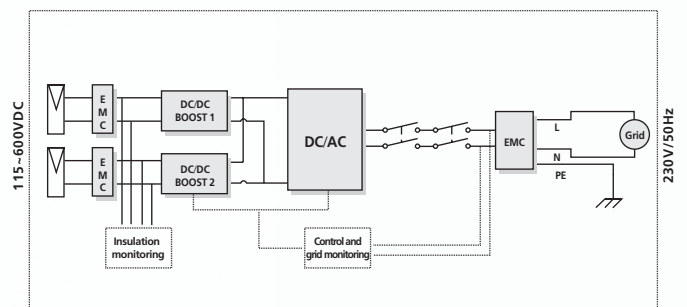 115~600VDC
E
M
C
DC/DC
BOOST 1
E
M
C
DC/DC
BOOST 2
DC/AC
EMC
L
N
PE
Grid
230V/50Hz
Insulation
monitoring
Control and
grid monitoring